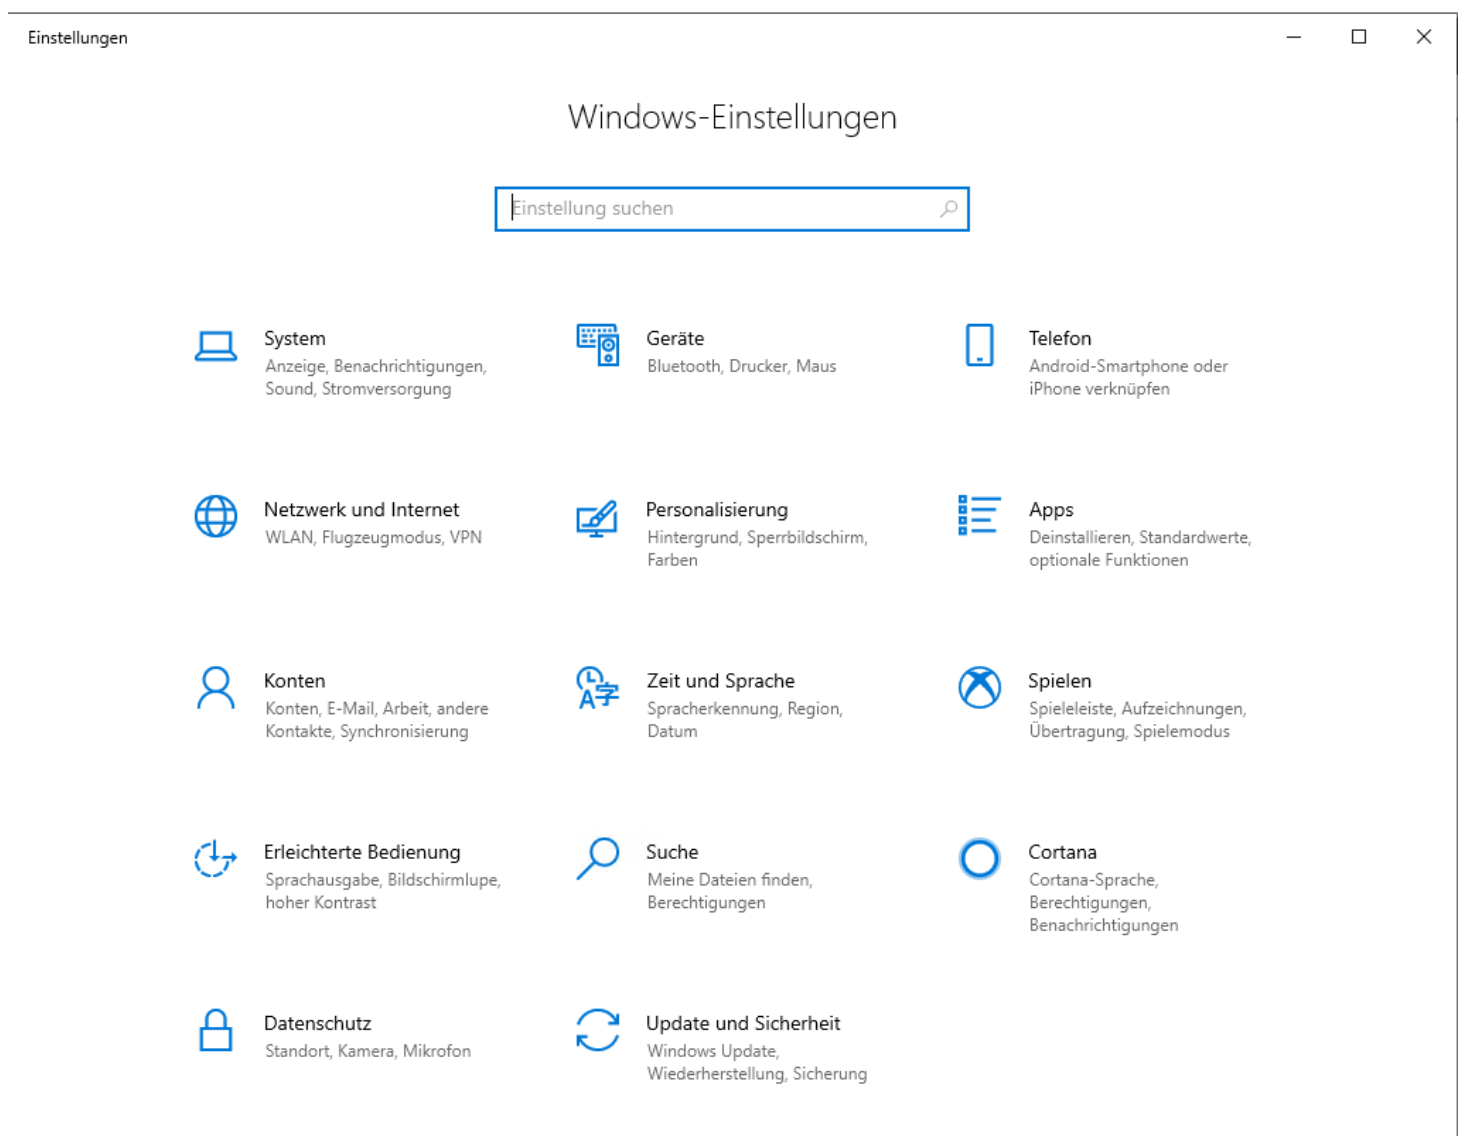 Einstellungen
Windows-Einstellungen
Einstellung suchen
System
Anzeige, Benachrichtigungen,
Sound, Stromversorgung
Geräte
Bluetooth, Drucker, Maus
Telefon
Android-Smartphone oder
iPhone verknüpfen
Netzwerk und Internet
WLAN, Flugzeugmodus, VPN
Personalisierung
Hintergrund, Sperrbildschirm,
Farben
Apps
Deinstallieren, Standardwerte,
optionale Funktionen
Konten
Konten, E-Mail, Arbeit, andere
Kontakte, Synchronisierung
Zeit und Sprache
Spracherkennung, Region,
Datum
Spielen
Spieleleiste, Aufzeichnungen,
Übertragung, Spielemodus
Erleichterte Bedienung
Sprachausgabe, Bildschirmlupe,
hoher Kontrast
Suche
Meine Dateien finden,
Berechtigungen
Cortana
Cortana-Sprache,
Berechtigungen,
Benachrichtigungen
Datenschutz
Standort, Kamera, Mikrofon
Update und Sicherheit
Windows Update,
Wiederherstellung, Sicherung